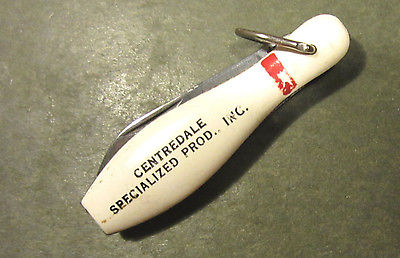 CENTREDALE
SPECIALIZED PROD. INC.